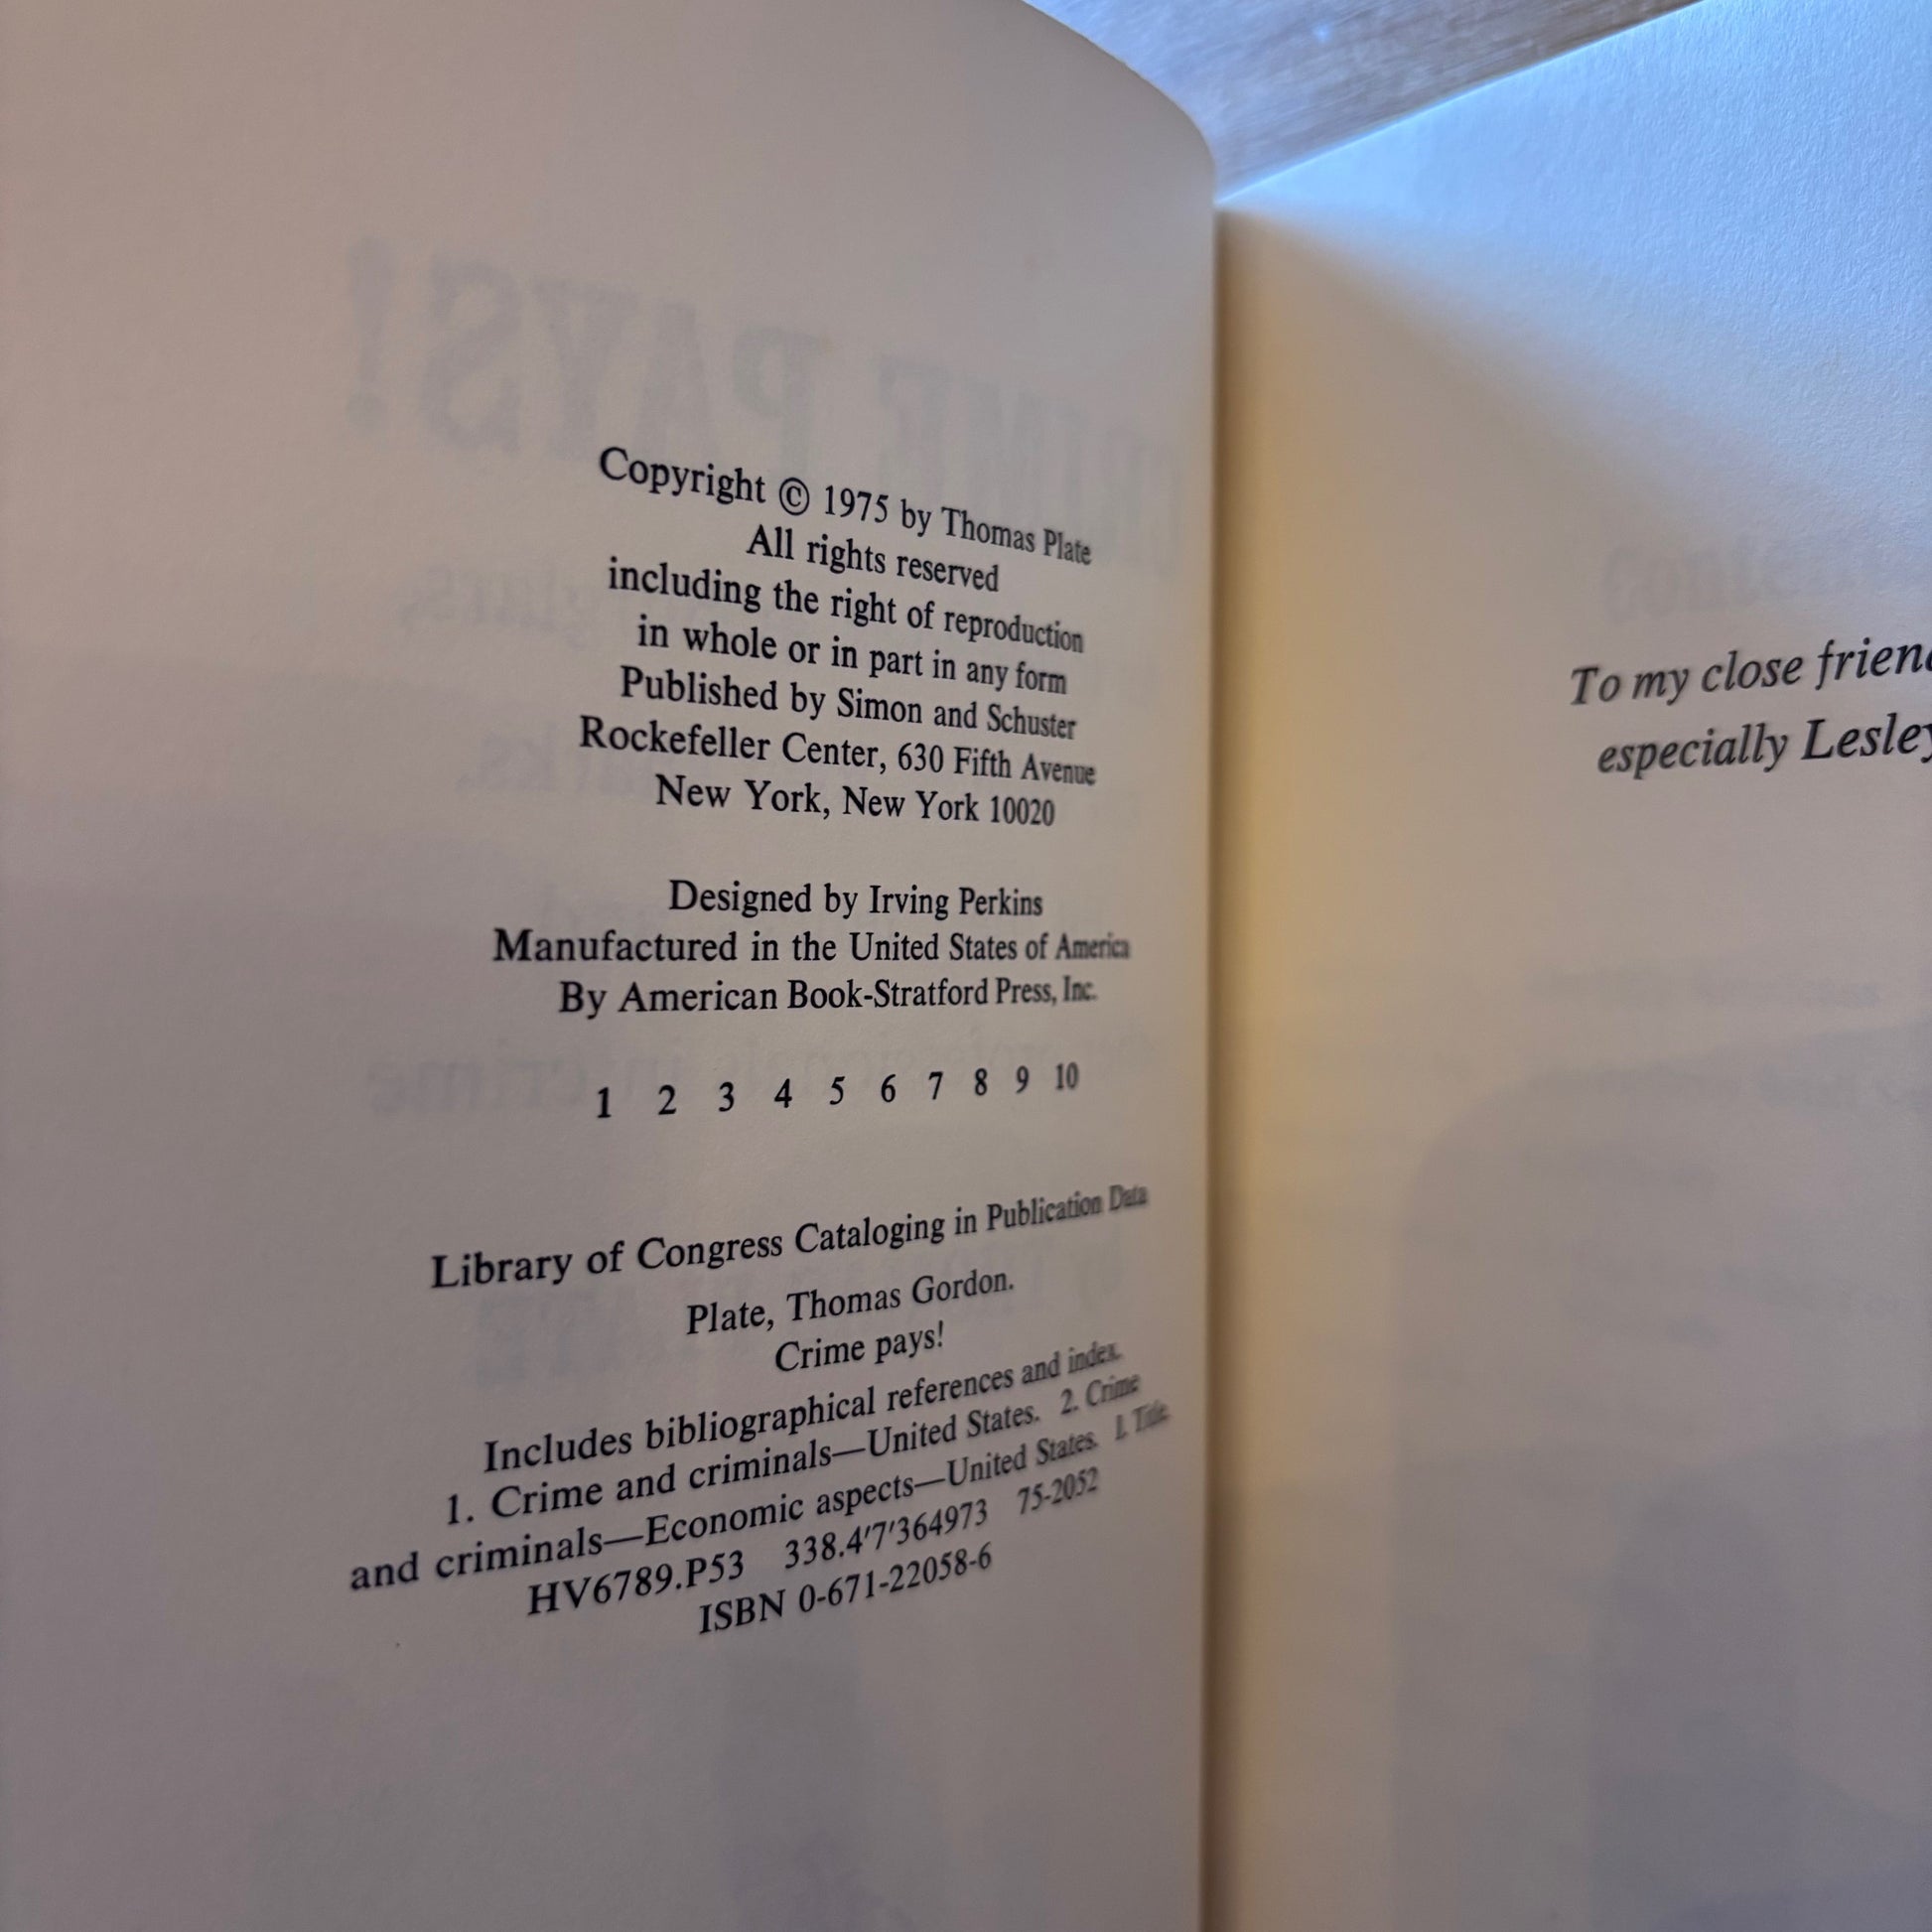 Copyright © 1975 by Thomas Plate
All rights reserved
including the right of reproduction
in whole or in part in any form
Published by Simon and Schuster
Rockefeller Center, 630 Fifth Avenue
New York, New York 10020
Designed by Irving Perkins
Manufactured in the United States of America
By American Book-Stratford Press, Inc.
1 2 3 4 5 6 7 8 9 10
Library of Congress Cataloging in Publication Data
Plate, Thomas Gordon.
Crime pays!
Includes bibliographical references and index.
1. Crime and criminals—United States. 2. Crime
and criminals—Economic aspects—United States. I. Title.
HV6789.P53 338.4'7'364973 75-2052
ISBN 0-671-22058-6
To my close
especially Lesley